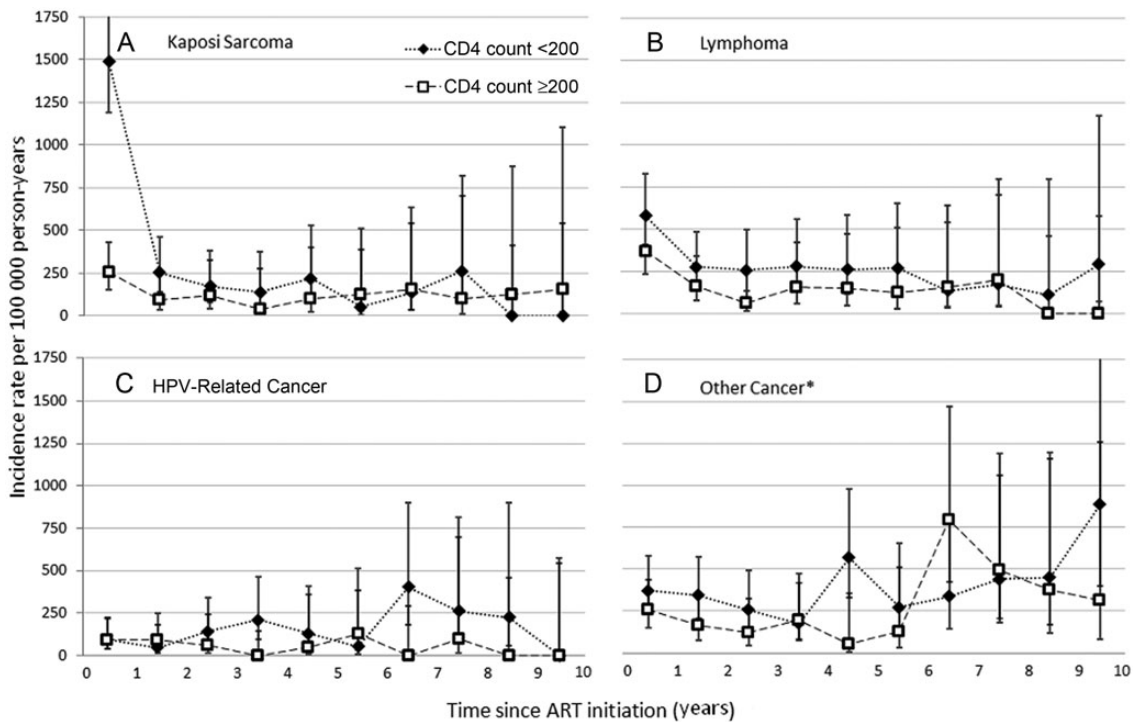 A Kaposi Sarcoma
CD4 count <200
CD4 count ≥200
B Lymphoma
1750
1500
1250
1000
750
500
250
0
C HPV-Related Cancer
D Other Cancer*
1750
1500
1250
1000
750
500
250
0
0 1 2 3 4 5 6 7 8 9 10
0 1 2 3 4 5 6 7 8 9 10
Incidence rate per 100 000 person-years
Time since ART initiation (years)